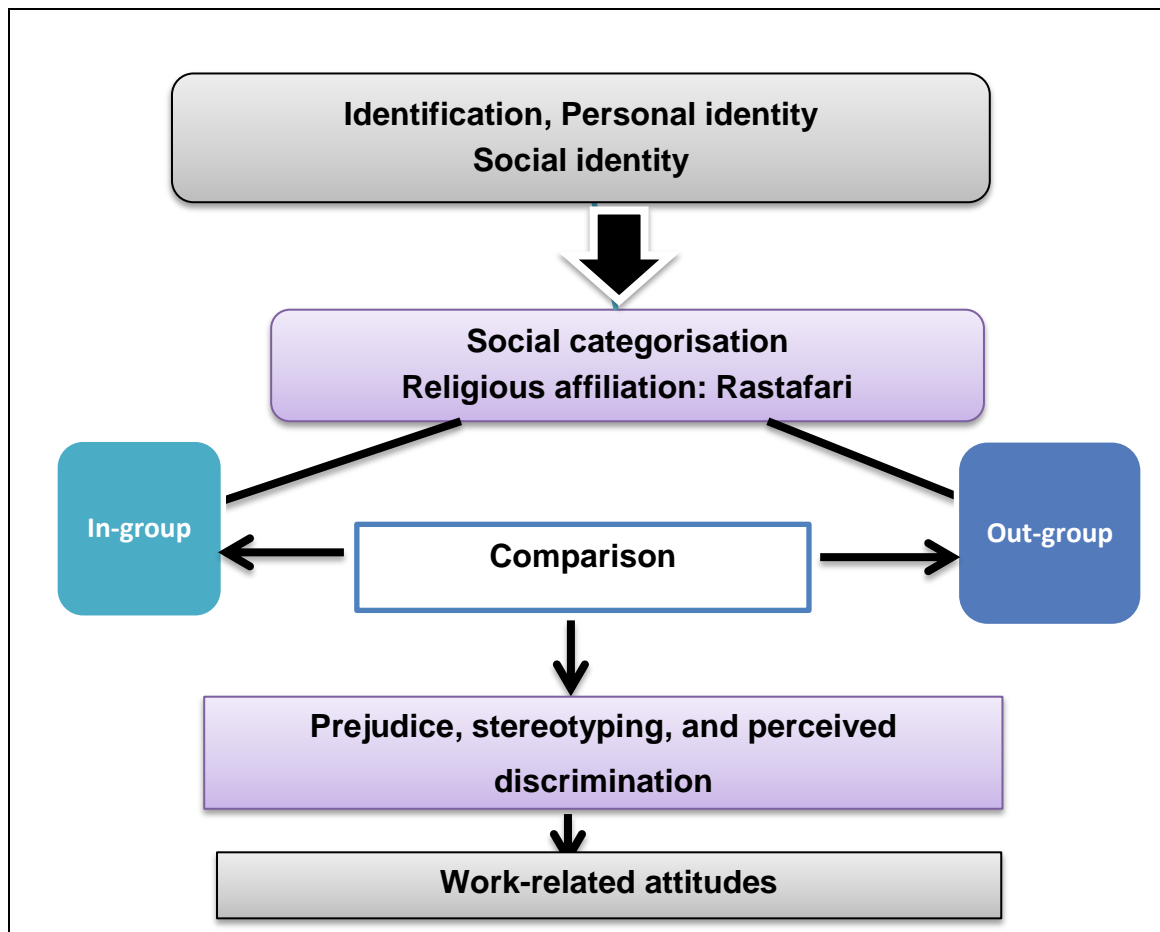 Identification, Personal identity
Social identity
Social categorisation
Religious affiliation: Rastafari
In-group
Comparison
Out-group
Prejudice, stereotyping, and perceived
discrimination
Work-related attitudes